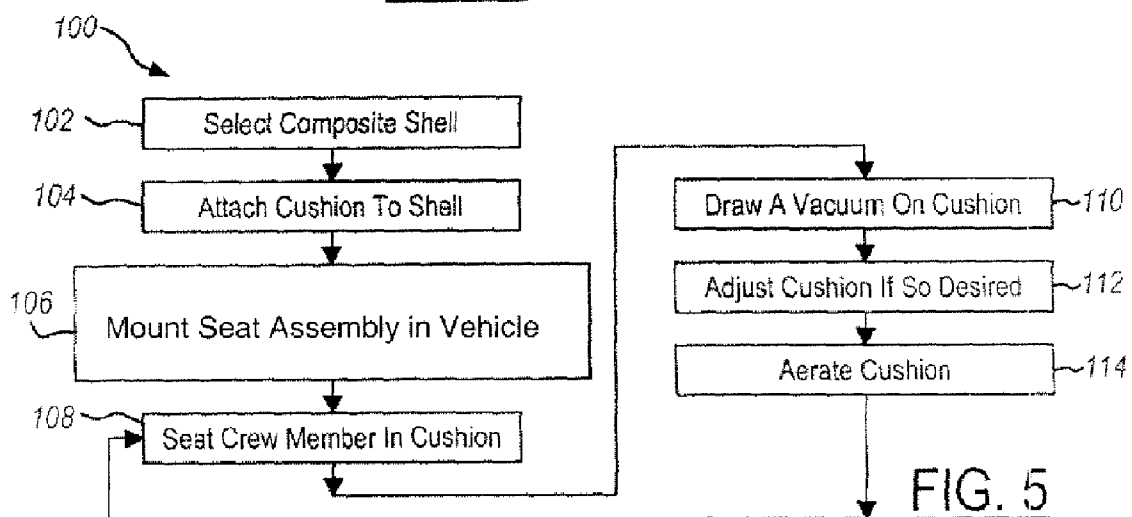 100
102
Select Composite Shell
104
Attach Cushion To Shell
106
Mount Seat Assembly in Vehicle
108
Seat Crew Member In Cushion
Draw A Vacuum On Cushion
110
Adjust Cushion If So Desired
112
Aerate Cushion
114
FIG. 5